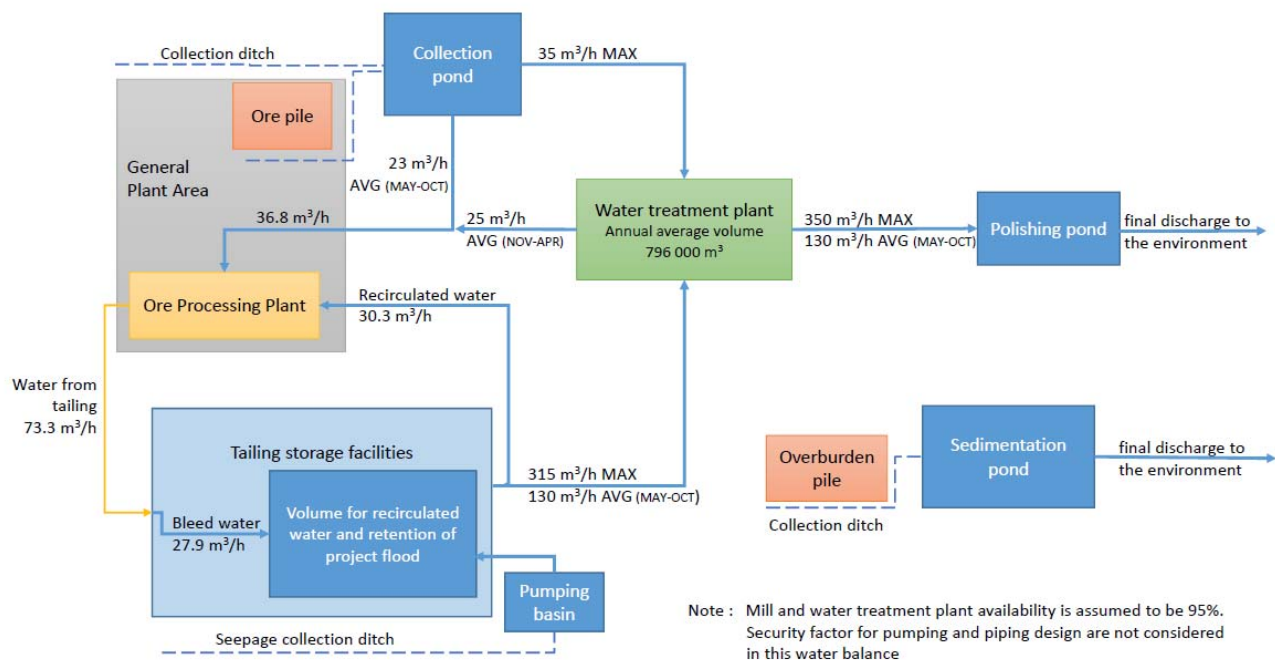 Collection ditch
Collection
pond
35 m³/h MAX
Ore pile
General
Plant Area
23 m³/h
AVG (MAY-OCT)
36.8 m³/h
25 m³/h
AVG (NOV-APR)
Water treatment plant
Annual average volume
796 000 m³
350 m³/h MAX
130 m³/h AVG (MAY-OCT)
Polishing pond
final discharge to
the environment
Ore Processing Plant
Recirculated water
30.3 m³/h
Water from
tailing
73.3 m³/h
Tailing storage facilities
Bleed water
27.9 m³/h
Volume for recirculated
water and retention of
project flood
315 m³/h MAX
130 m³/h AVG (MAY-OCT)
Pumping
basin
Seepage collection ditch
Overburden
pile
Collection ditch
Sedimentation
pond
final discharge to
the environment
Note : Mill and water treatment plant availability is assumed to be 95%.
Security factor for pumping and piping design are not considered
in this water balance